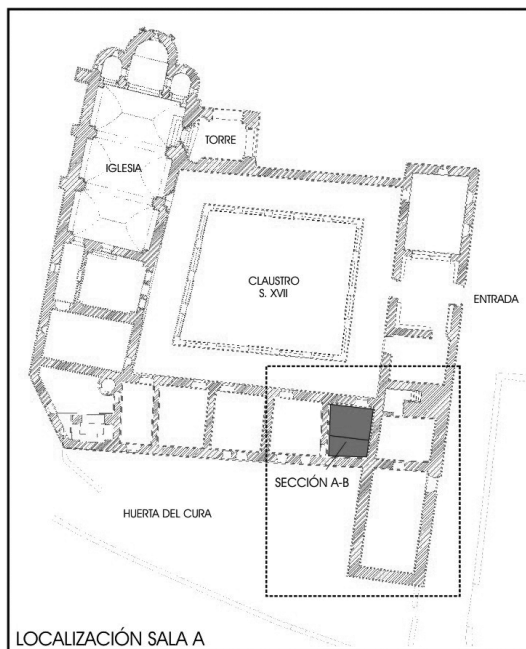 TORRE
IGLESIA
CLAUSTRO
S. XVII
ENTRADA
SECCIÓN A-B
HUERTA DEL CURA
LOCALIZACIÓN SALA A